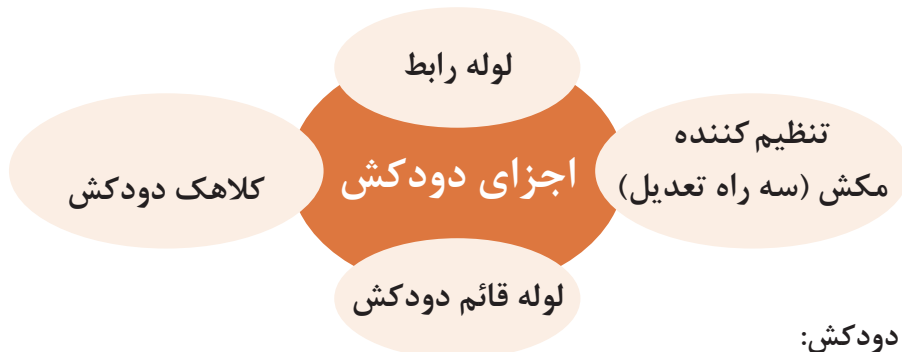 لوله رابط
تنظیم کننده
مکش (سه راه تعدیل)
اجزای دودکش
کلاهک دودکش
لوله قائم دودکش
دودکش: